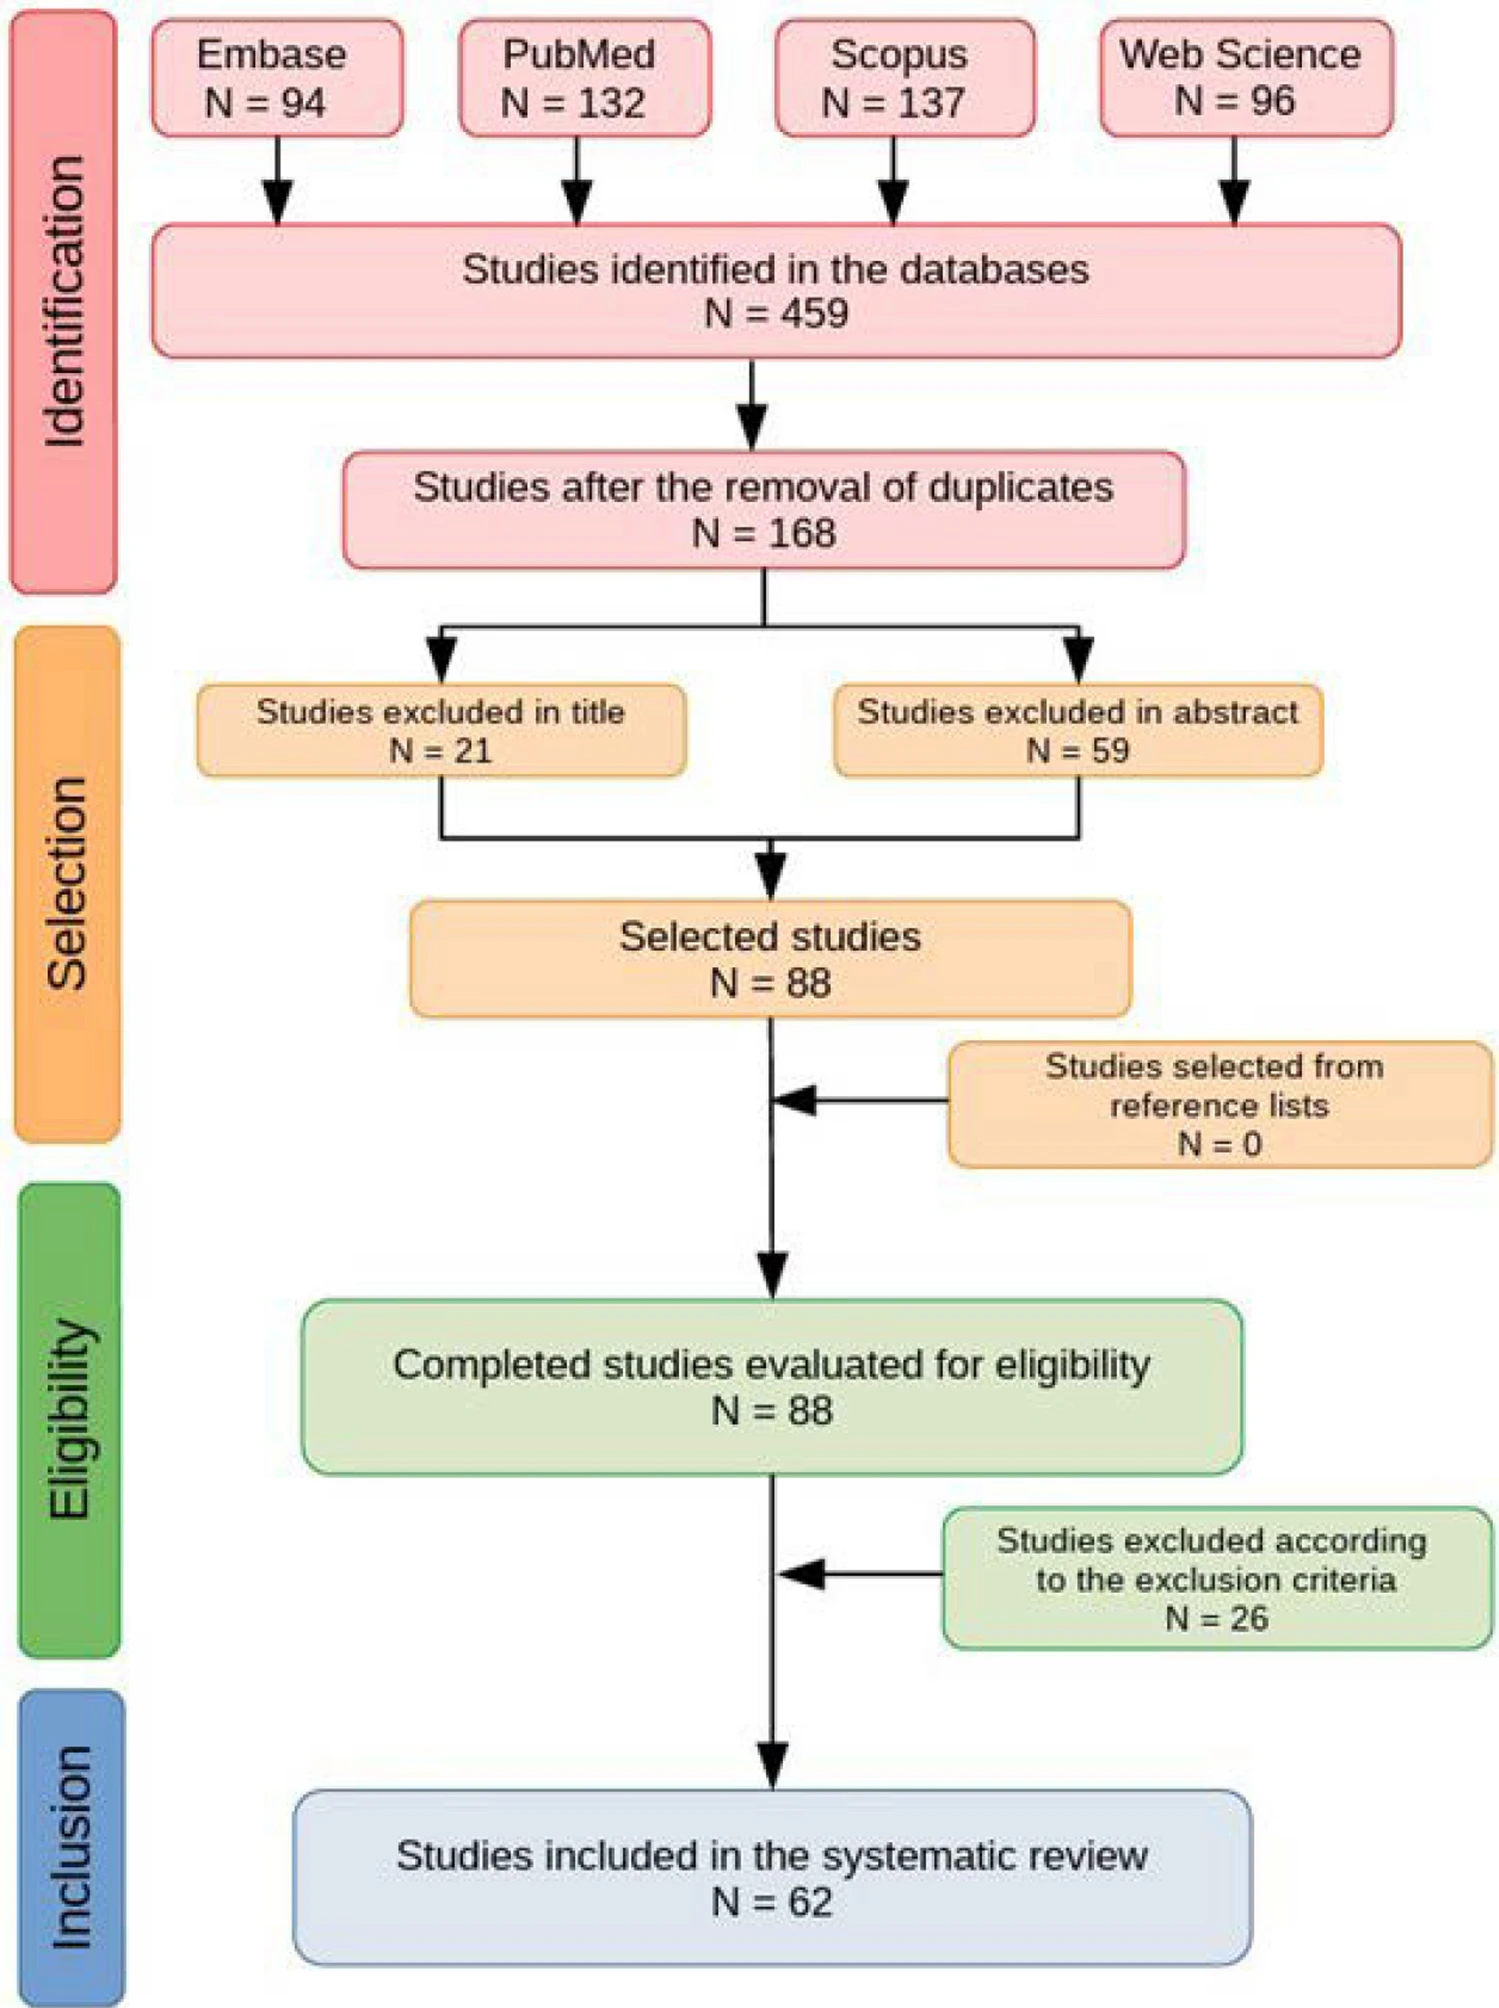 Identification
Embase
N = 94
PubMed
N = 132
Scopus
N = 137
Web Science
N = 96
Studies identified in the databases
N = 459
Studies after the removal of duplicates
N = 168
Selection
Studies excluded in title
N = 21
Studies excluded in abstract
N = 59
Selected studies
N = 88
Studies selected from
reference lists
N = 0
Eligibility
Completed studies evaluated for eligibility
N = 88
Studies excluded according
to the exclusion criteria
N = 26
Inclusion
Studies included in the systematic review
N = 62